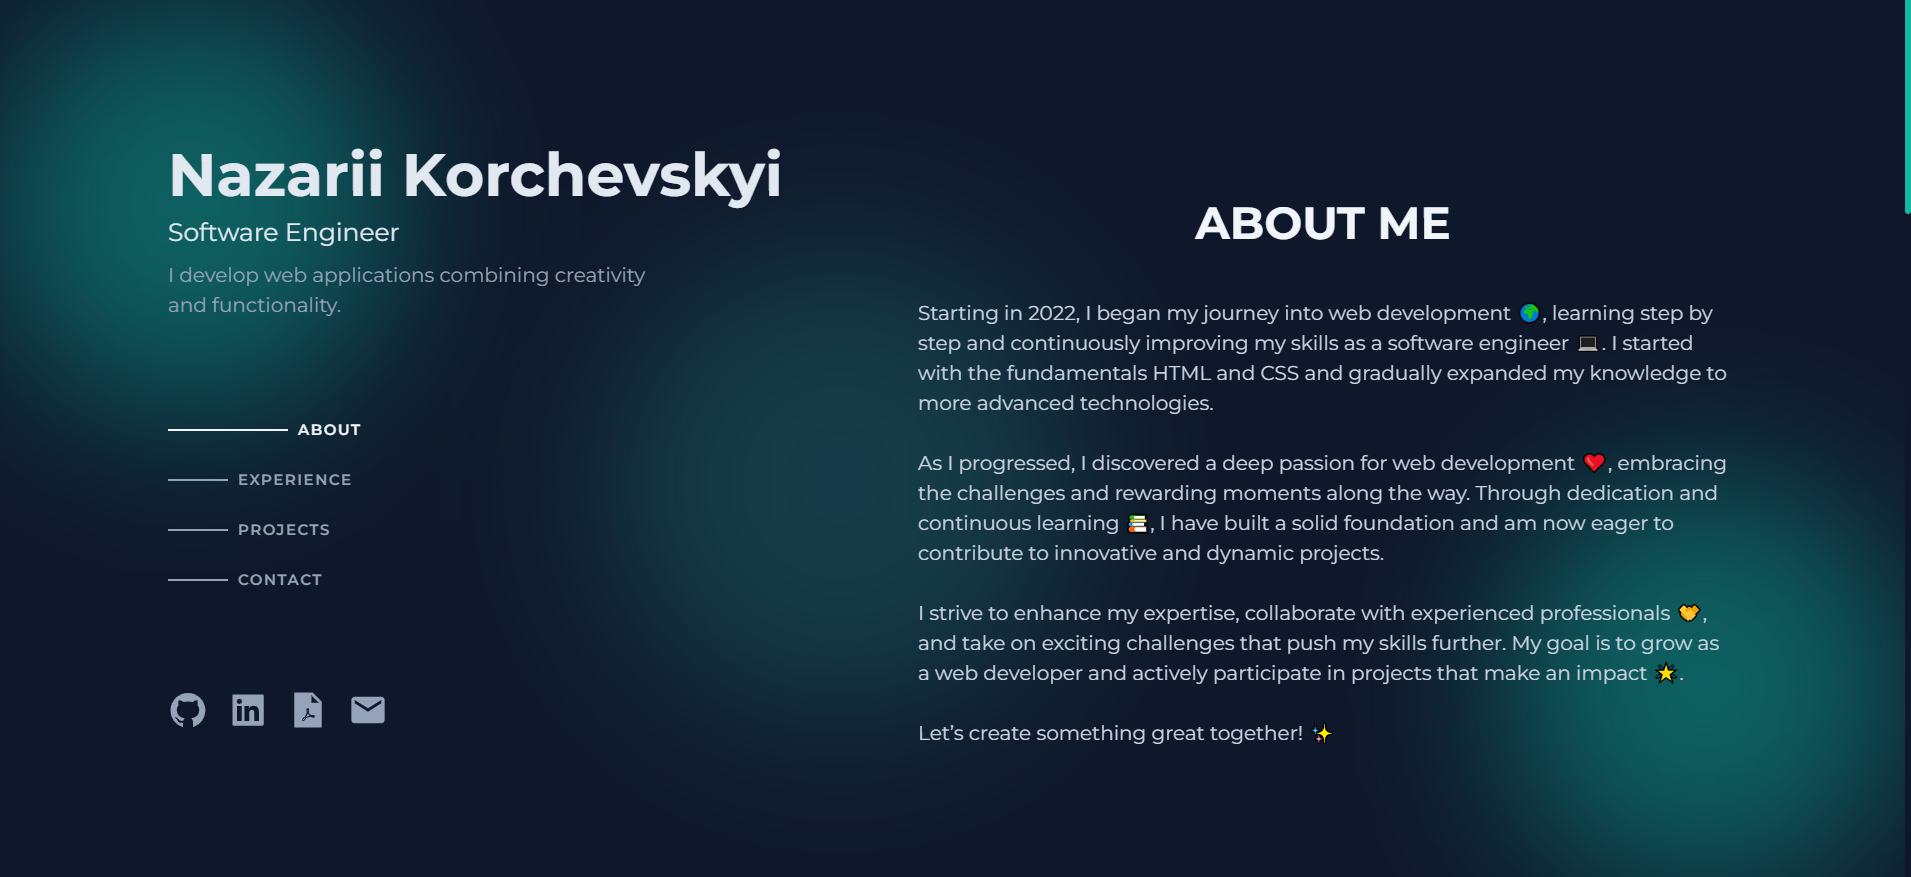 Nazarii Korchevskyi
Software Engineer
I develop web applications combining creativity
and functionality.
ABOUT
EXPERIENCE
PROJECTS
CONTACT
ABOUT ME
Starting in 2022, I began my journey into web development 🌍, learning step by
step and continuously improving my skills as a software engineer 💻. I started
with the fundamentals HTML and CSS and gradually expanded my knowledge to
more advanced technologies.
As I progressed, I discovered a deep passion for web development ❤️, embracing
the challenges and rewarding moments along the way. Through dedication and
continuous learning 📚, I have built a solid foundation and am now eager to
contribute to innovative and dynamic projects.
I strive to enhance my expertise, collaborate with experienced professionals 🤝,
and take on exciting challenges that push my skills further. My goal is to grow as
a web developer and actively participate in projects that make an impact 🌟.
Let’s create something great together! ✨